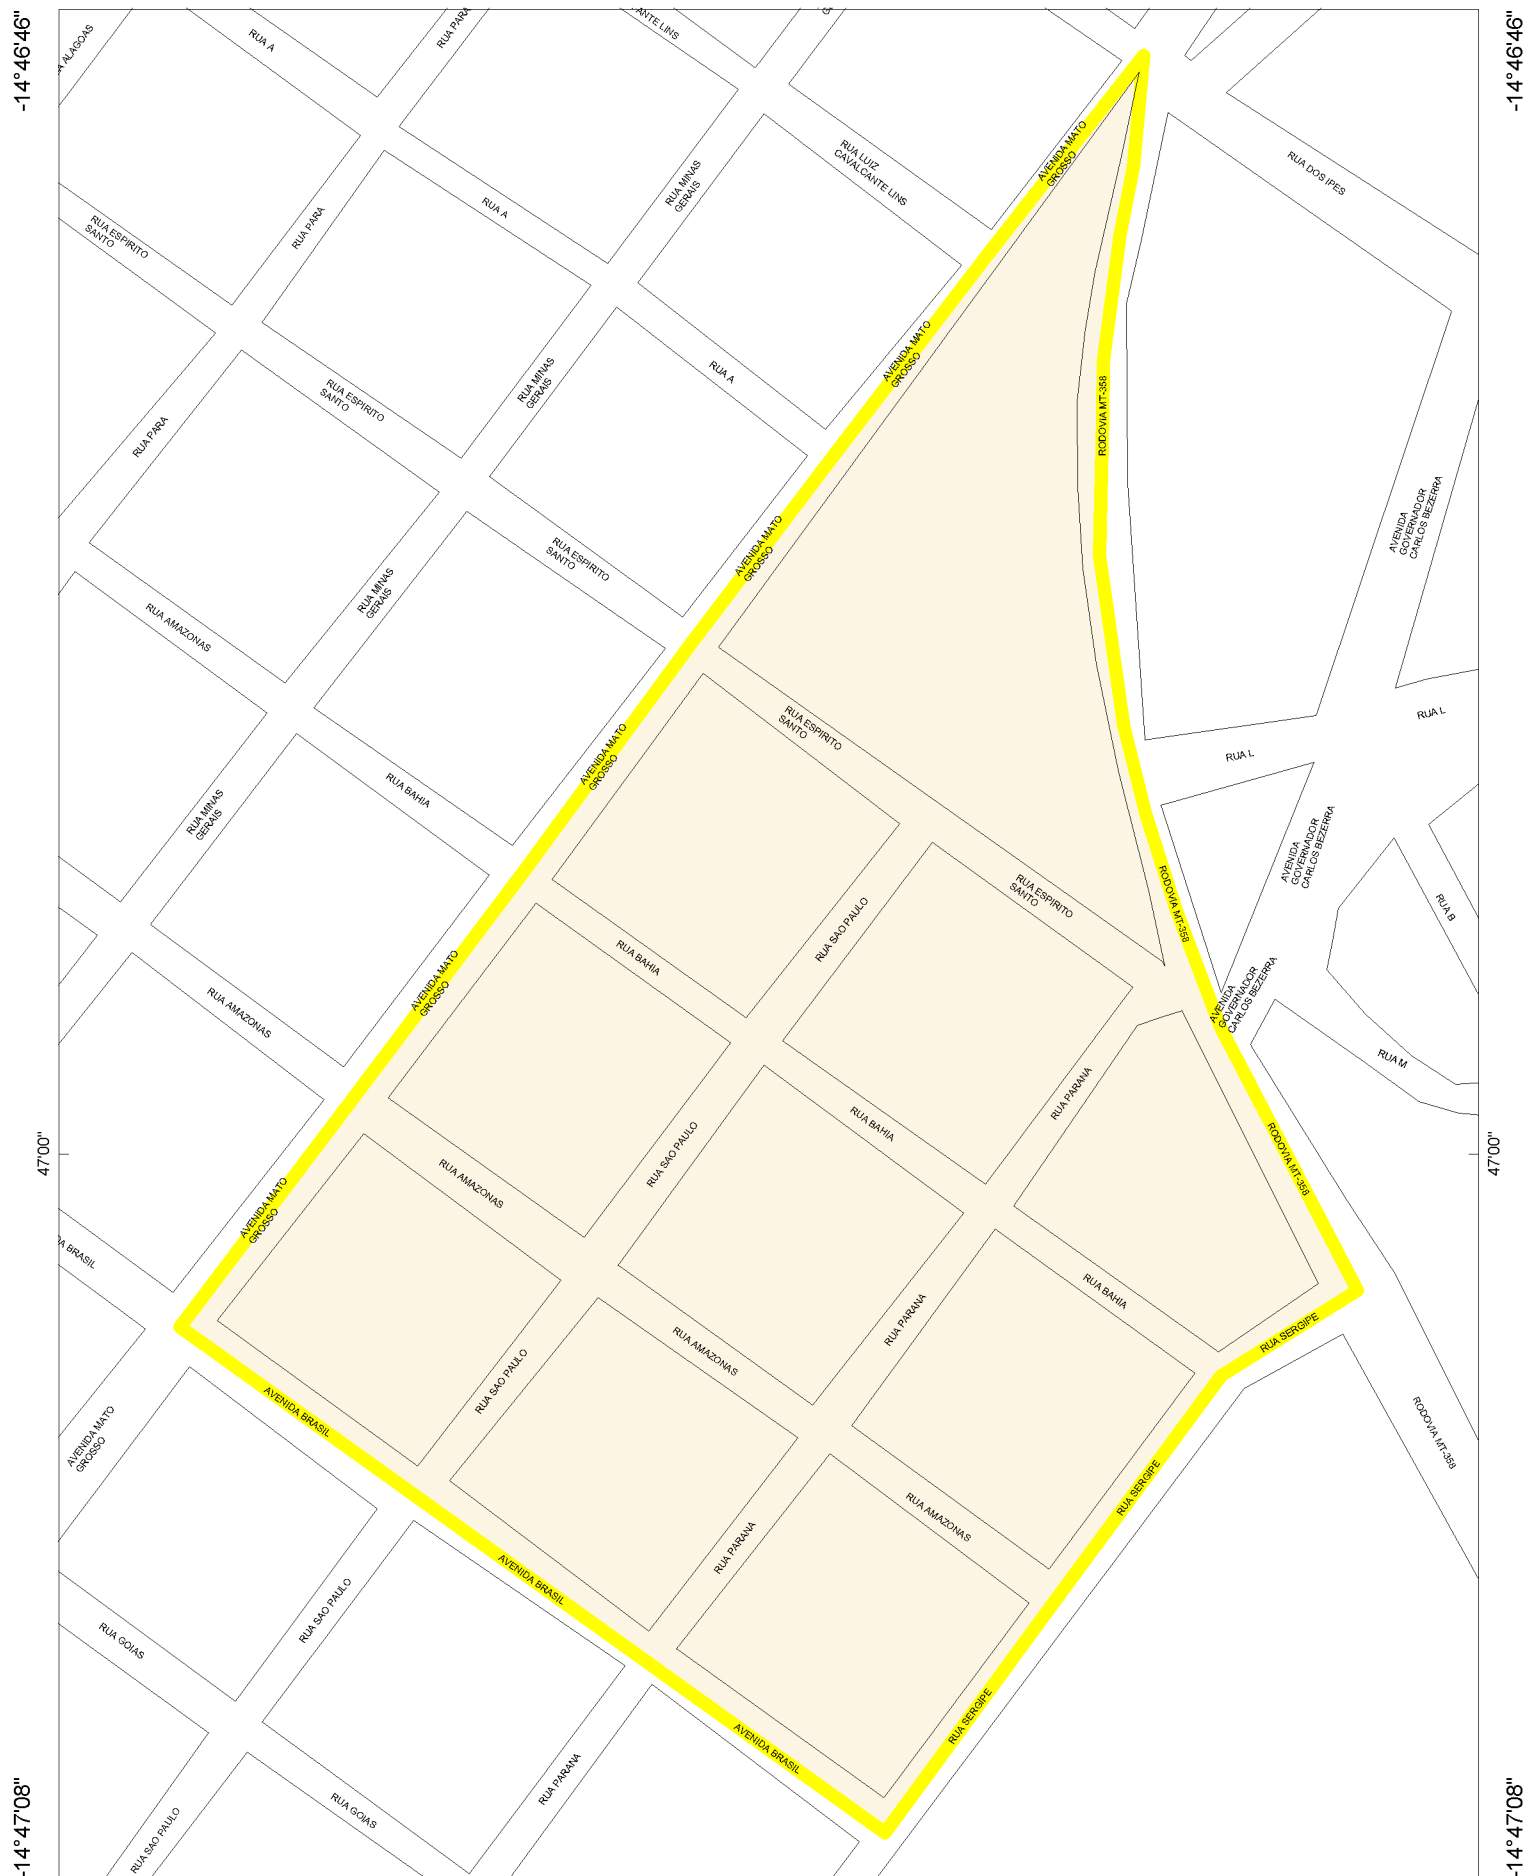 -14°46'46"
-14°46'46"
RUA ALAGOAS
RUA A
RUA PARA
ANTE LINS
RUA LUIZ
CAVALCANTE LINS
AVENIDA MATO
GROSSO
RUA DOS IPES
RUA ESPIRITO
SANTO
RUA PARA
RUA A
RUA MINAS
GERAIS
RUA PARA
RUA ESPIRITO
SANTO
RUA MINAS
GERAIS
RUA A
AVENIDA MATO
GROSSO
RODOVIA MT-358
AVENIDA
GOVERNADOR
CARLOS BEZERRA
RUA AMAZONAS
RUA MINAS
GERAIS
RUA ESPIRITO
SANTO
AVENIDA MATO
GROSSO
RUA L
RUA L
RUA ESPIRITO
SANTO
AVENIDA MATO
GROSSO
RUA BAHIA
RUA MINAS
GERAIS
AVENIDA
GOVERNADOR
CARLOS BEZERRA
RUA B
RODOVIA MT-358
RUA ESPIRITO
SANTO
RUA SAO PAULO
RUA BAHIA
AVENIDA MATO
GROSSO
RUA AMAZONAS
AVENIDA
GOVERNADOR
CARLOS BEZERRA
RUA M
RUA PARANA
RUA BAHIA
RUA SAO PAULO
RUA AMAZONAS
47'00"
47'00"
RODOVIA MT-358
AVENIDA MATO
GROSSO
DA BRASIL
RUA BAHIA
RUA PARANA
RUA AMAZONAS
RUA SERGIPE
RUA SAO PAULO
AVENIDA BRASIL
AVENIDA MATO
GROSSO
RODOVIA MT-358
RUA SERGIPE
RUA AMAZONAS
RUA PARANA
AVENIDA BRASIL
RUA SAO PAULO
RUA GOIAS
RUA SERGIPE
AVENIDA BRASIL
RUA PARANA
RUA GOIAS
RUA SAO PAULO
-14°47'08"
-14°47'08"